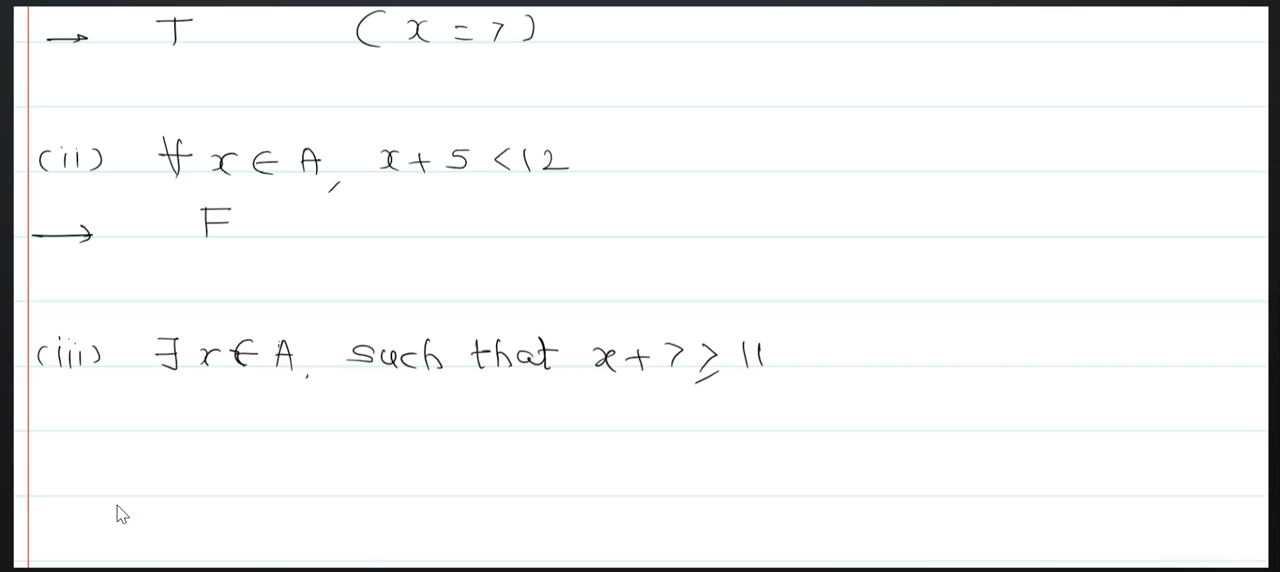 → T (x = 7)
(ii) ∀ x ∈ A, x + 5 < 12
→ F
(iii) ∃ x ∈ A, such that x + 7 ≥ 11